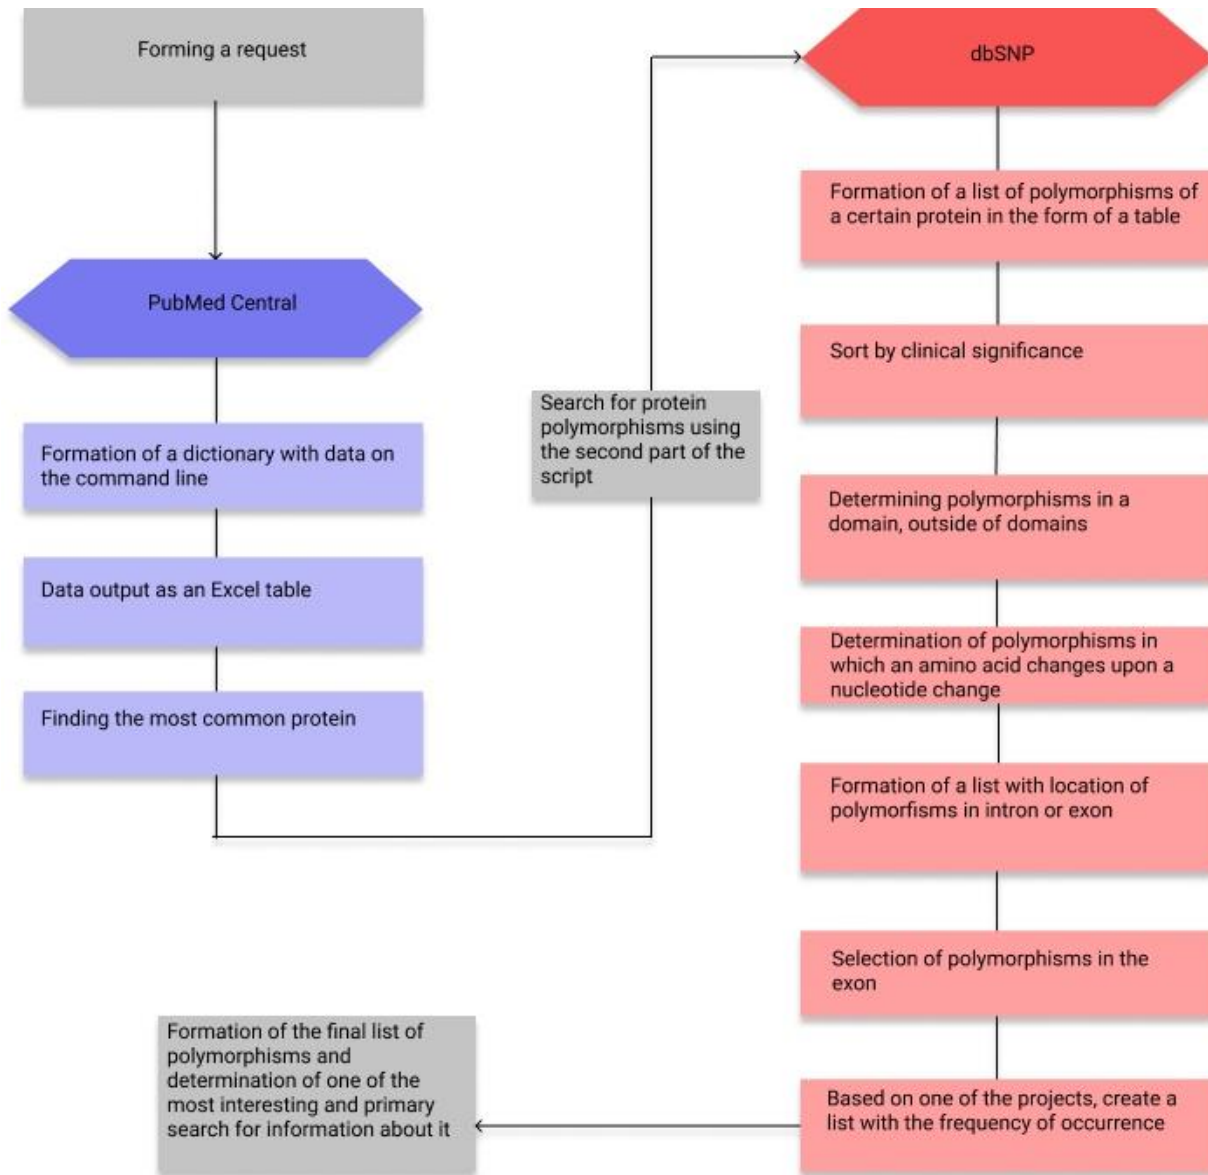 Forming a request
PubMed Central
Formation of a dictionary with data on
the command line
Data output as an Excel table
Finding the most common protein
Search for protein
polymorphisms using
the second part of the
script
dbSNP
Formation of a list of polymorphisms of
a certain protein in the form of a table
Sort by clinical significance
Determining polymorphisms in a
domain, outside of domains
Determination of polymorphisms in
which an amino acid changes upon a
nucleotide change
Formation of a list with location of
polymorfisms in intron or exon
Selection of polymorphisms in the
exon
Based on one of the projects, create a
list with the frequency of occurrence
Formation of the final list of
polymorphisms and
determination of one of the
most interesting and primary
search for information about it